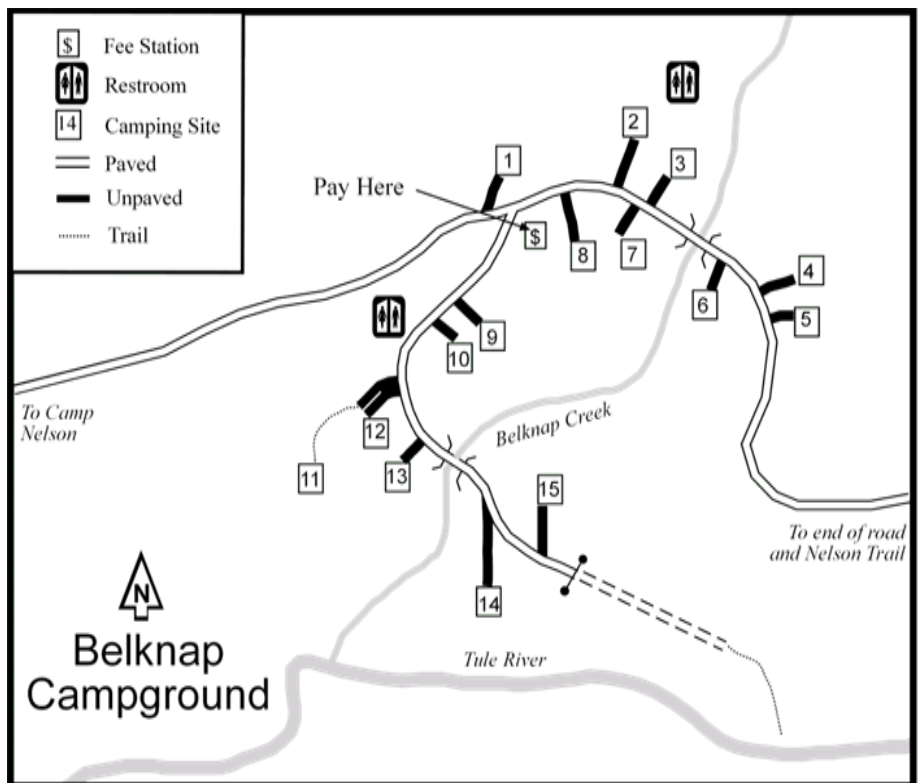 $ Fee Station
Restroom
14 Camping Site
Paved
Unpaved
Trail
2
1
3
Pay Here
$
8
7
4
6
5
9
10
To Camp
Nelson
Belknap Creek
12
11
13
15
To end of road
and Nelson Trail
N
14
Belknap
Campground
Tule River